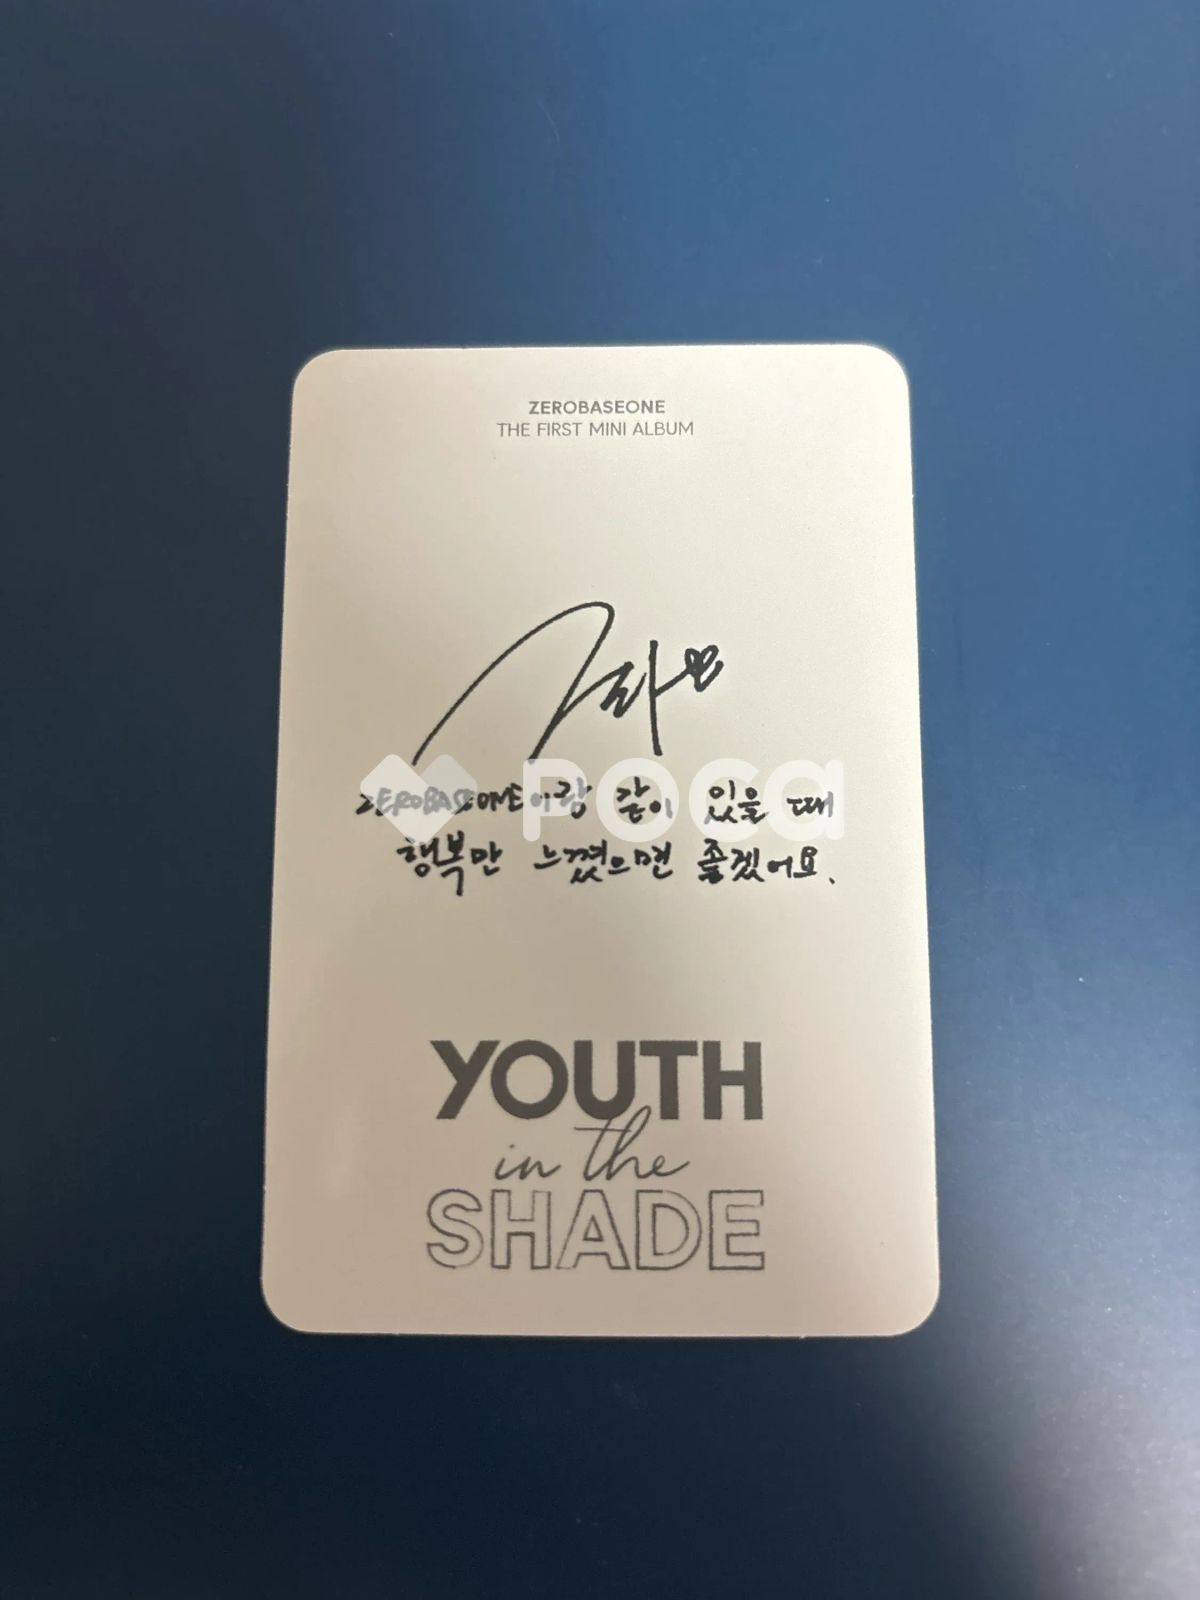 ZEROBASEONE
THE FIRST MINI ALBUM
ZEROBASEONE이랑 같이 있을 때
행복만 느꼈으면 좋겠어요.
poca
YOUTH
in the
SHADE